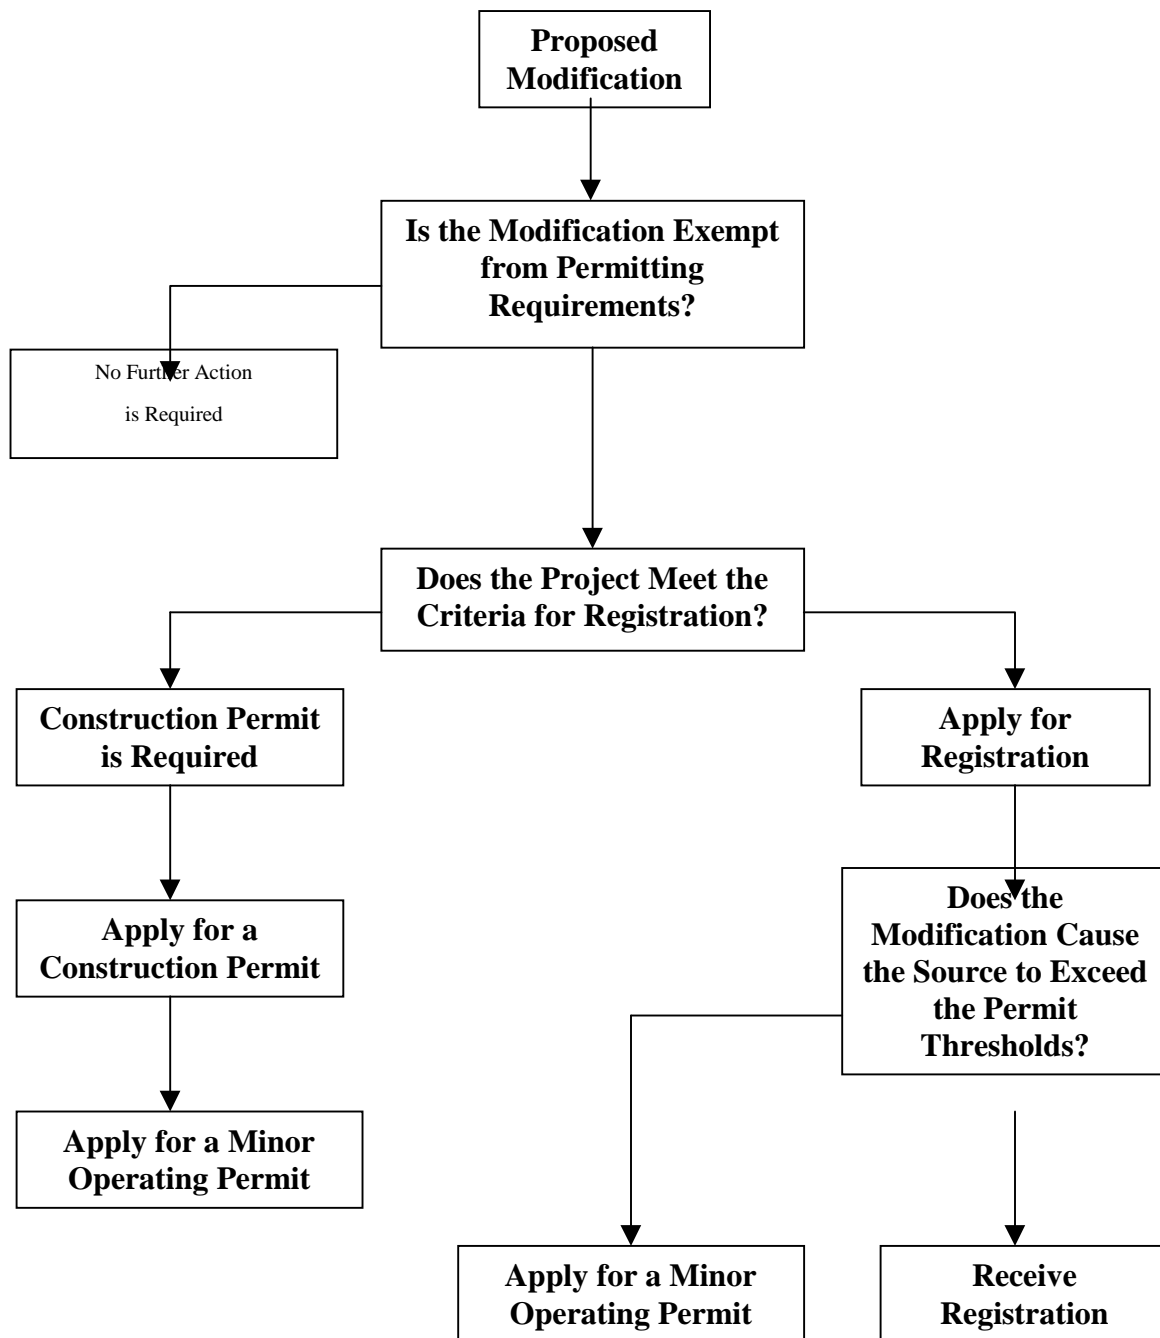 Proposed
Modification
Is the Modification Exempt
from Permitting
Requirements?
No Further Action
is Required
Does the Project Meet the
Criteria for Registration?
Construction Permit
is Required
Apply for
Registration
Apply for a
Construction Permit
Does the
Modification Cause
the Source to Exceed
the Permit
Thresholds?
Apply for a Minor
Operating Permit
Apply for a Minor
Operating Permit
Receive
Registration